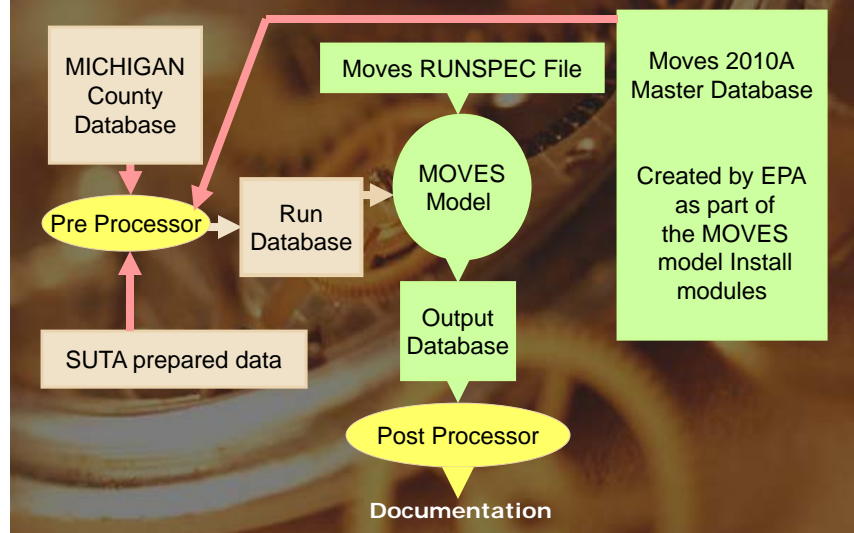 MICHIGAN
County
Database
Moves RUNSPEC File
Moves 2010A
Master Database
Created by EPA
as part of
the MOVES
model Install
modules
MOVES
Model
Pre Processor
Run
Database
Output
Database
SUTA prepared data
Post Processor
Documentation